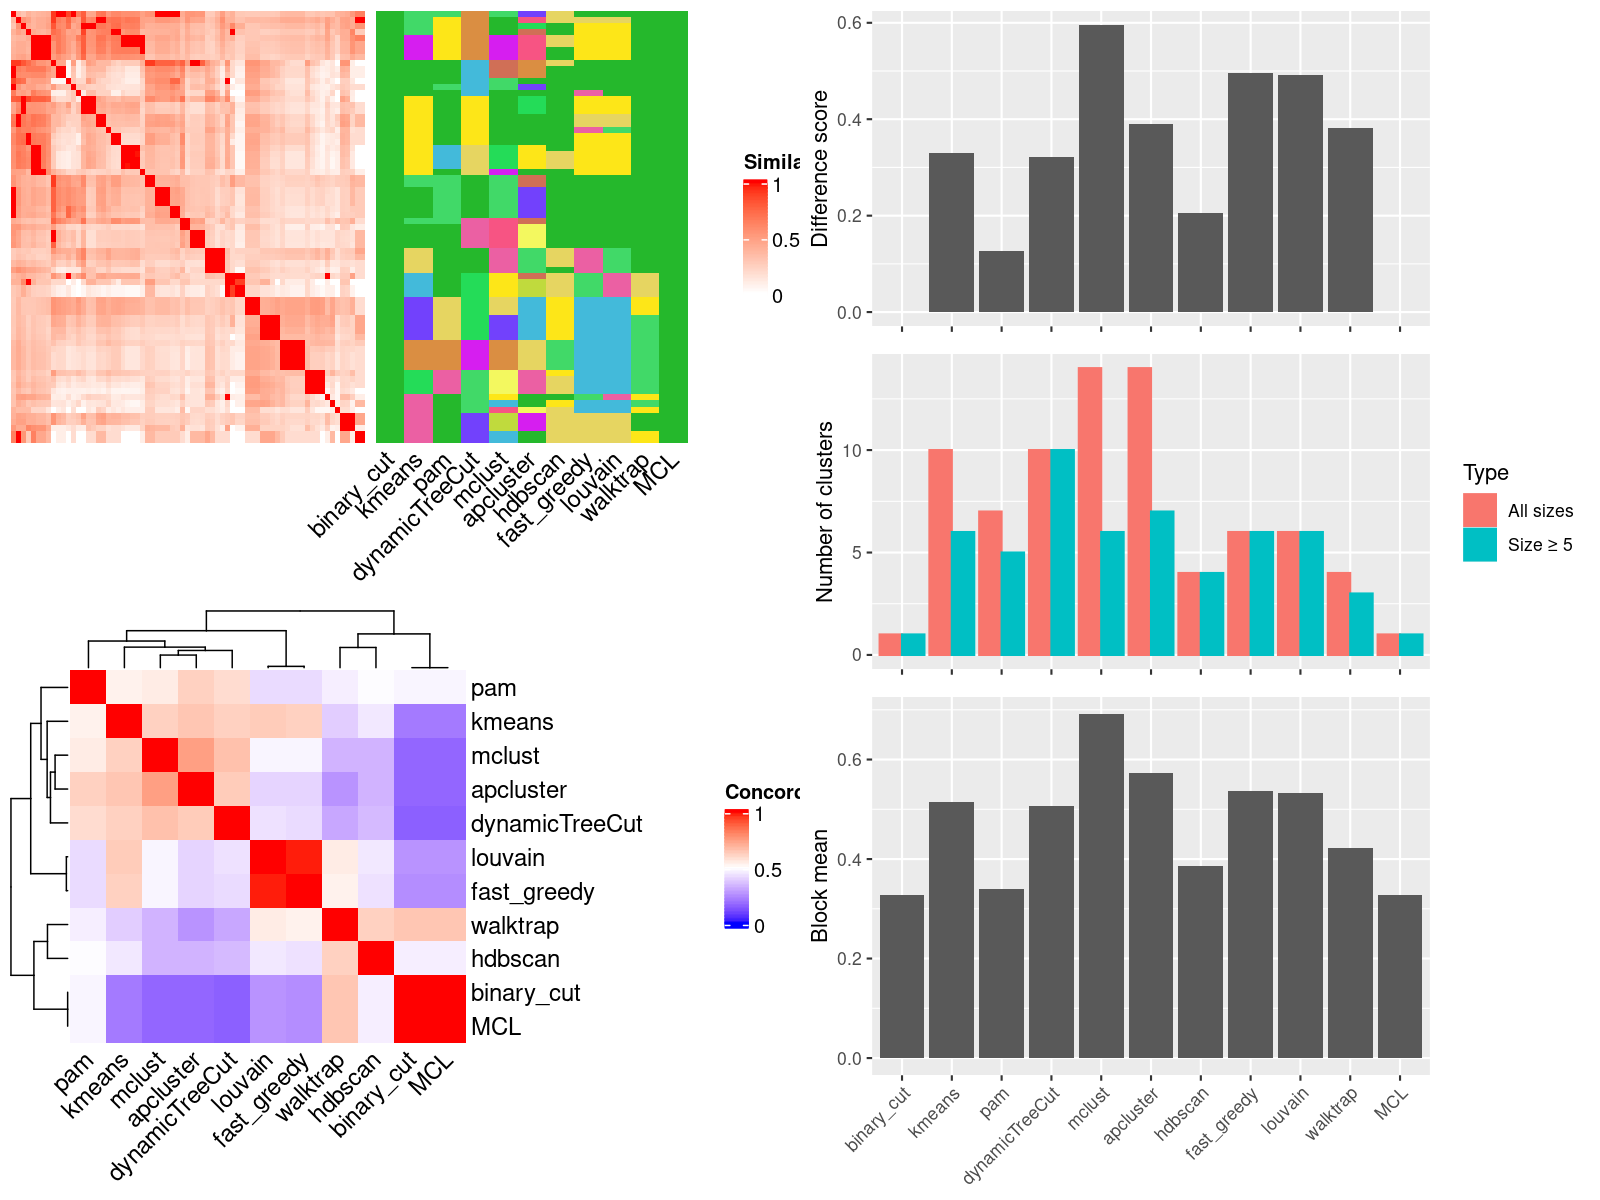 Simila
1
0.5
0
binary_cut
kmeans
pam
dynamicTreeCut
mclust
apcluster
hdbscan
fast_greedy
louvain
walktrap
MCL
pam
kmeans
mclust
apcluster
dynamicTreeCut
louvain
fast_greedy
walktrap
hdbscan
binary_cut
MCL
Concord
1
0.5
0
pam
kmeans
mclust
apcluster
dynamicTreeCut
louvain
fast_greedy
walktrap
hdbscan
binary_cut
MCL
Difference score
0.6
0.4
0.2
0.0
Number of clusters
10
5
0
Type
All sizes
Size ≥ 5
Block mean
0.6
0.4
0.2
0.0
binary_cut
kmeans
pam
dynamicTreeCut
mclust
apcluster
hdbscan
fast_greedy
louvain
walktrap
MCL